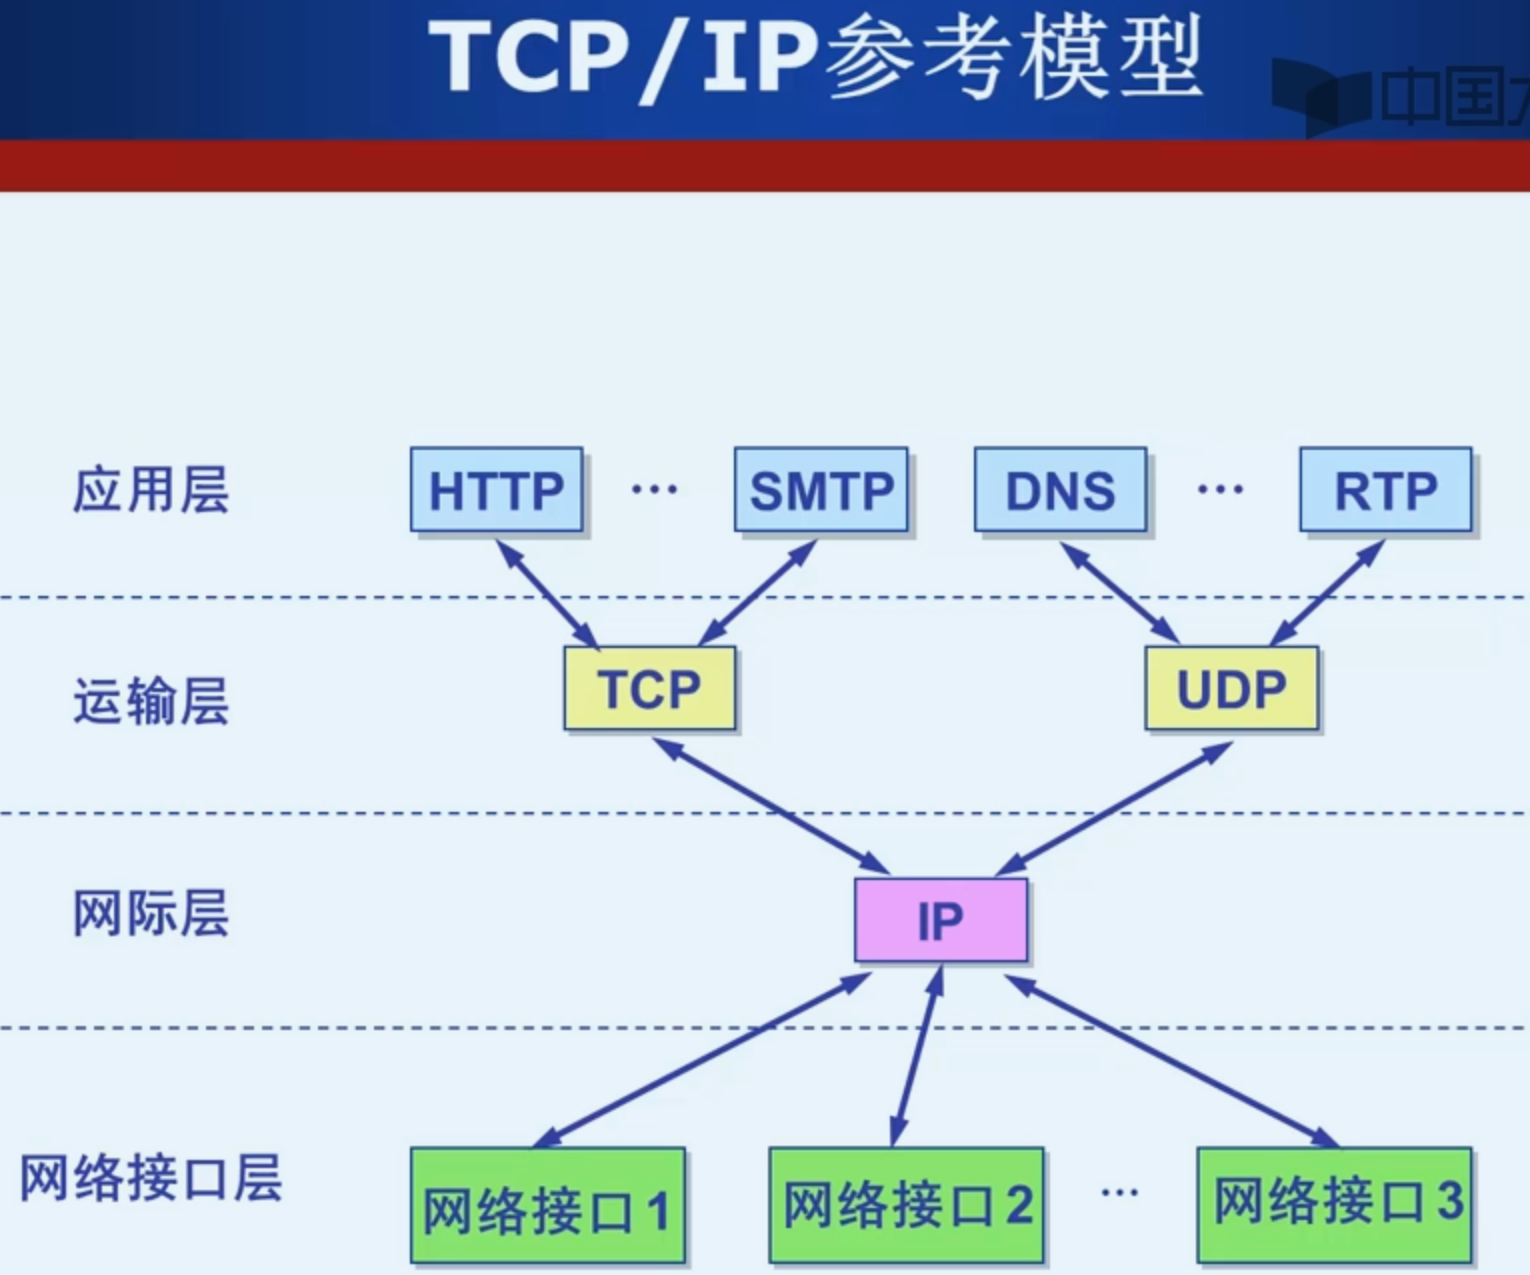 TCP/IP参考模型
中国
应用层 HTTP … SMTP DNS … RTP
运输层 TCP UDP
网际层 IP
网络接口层 网络接口1 网络接口2 … 网络接口3